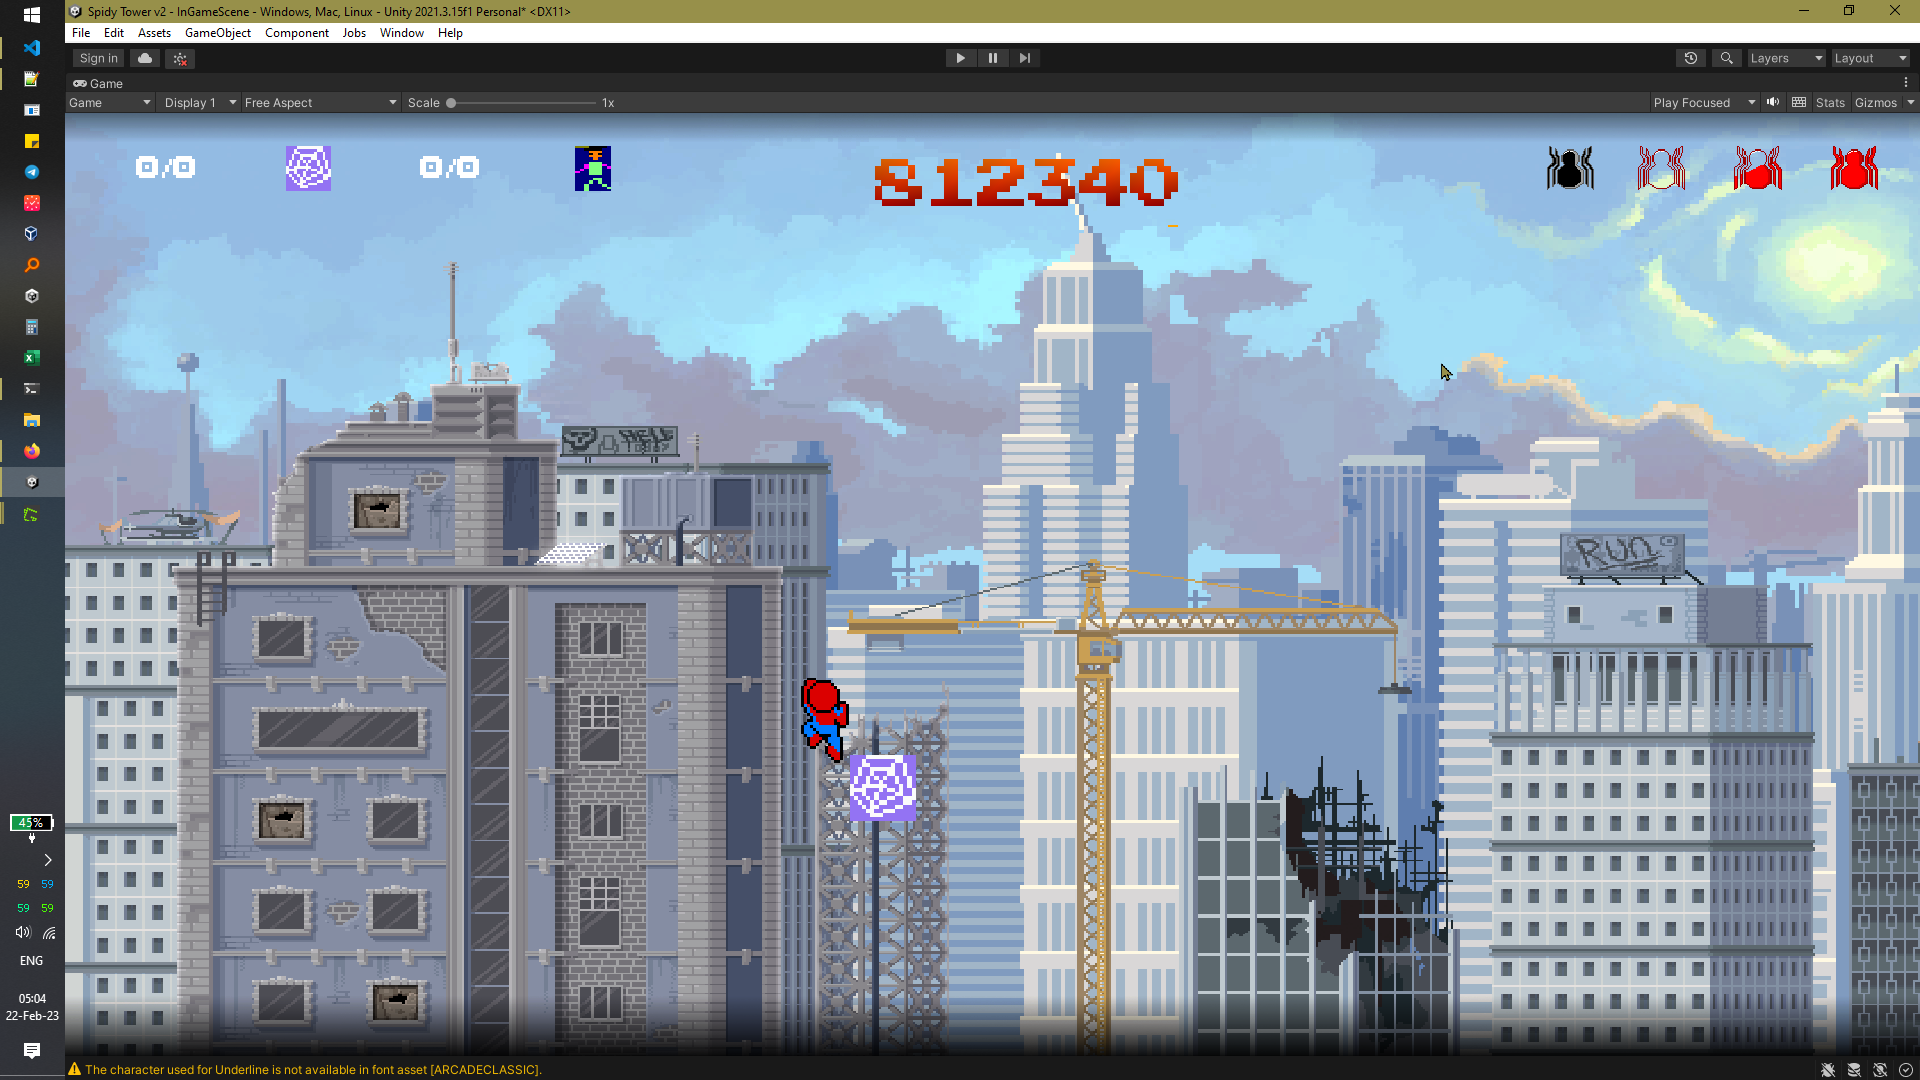 Spidy Tower v2 - InGameScene - Windows, Mac, Linux - Unity 2021.3.15f1 Personal* <DX11>
File Edit Assets GameObject Component Jobs Window Help
Sign in
Layers
Layout
Game
Game
Display 1
Free Aspect
Scale
1x
Play Focused
Stats
Gizmos
0/0
0/0
812340
RUN
45%
59 59
59 59
ENG
05:04
22-Feb-23
The character used for Underline is not available in font asset [ARCADECLASSIC].